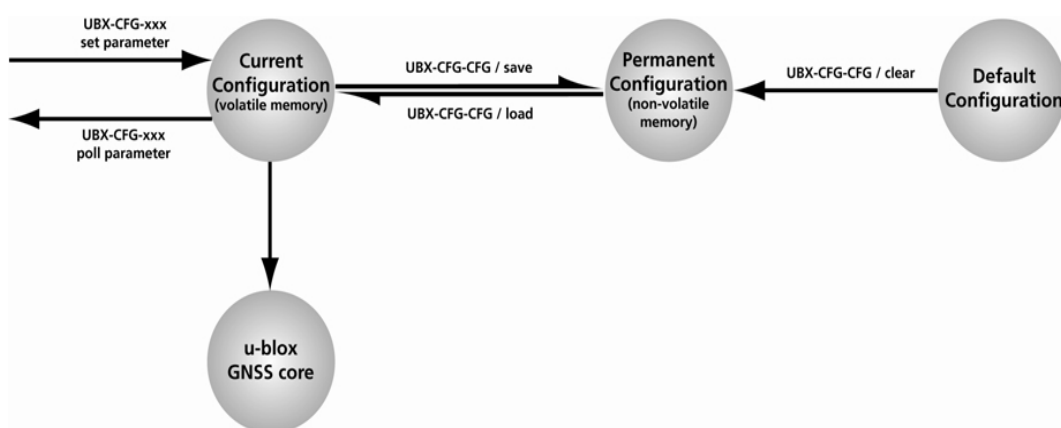 UBX-CFG-xxx
set parameter
UBX-CFG-xxx
poll parameter
Current
Configuration
(volatile memory)
UBX-CFG-CFG / save
UBX-CFG-CFG / load
Permanent
Configuration
(non-volatile
memory)
UBX-CFG-CFG / clear
Default
Configuration
u-blox
GNSS core